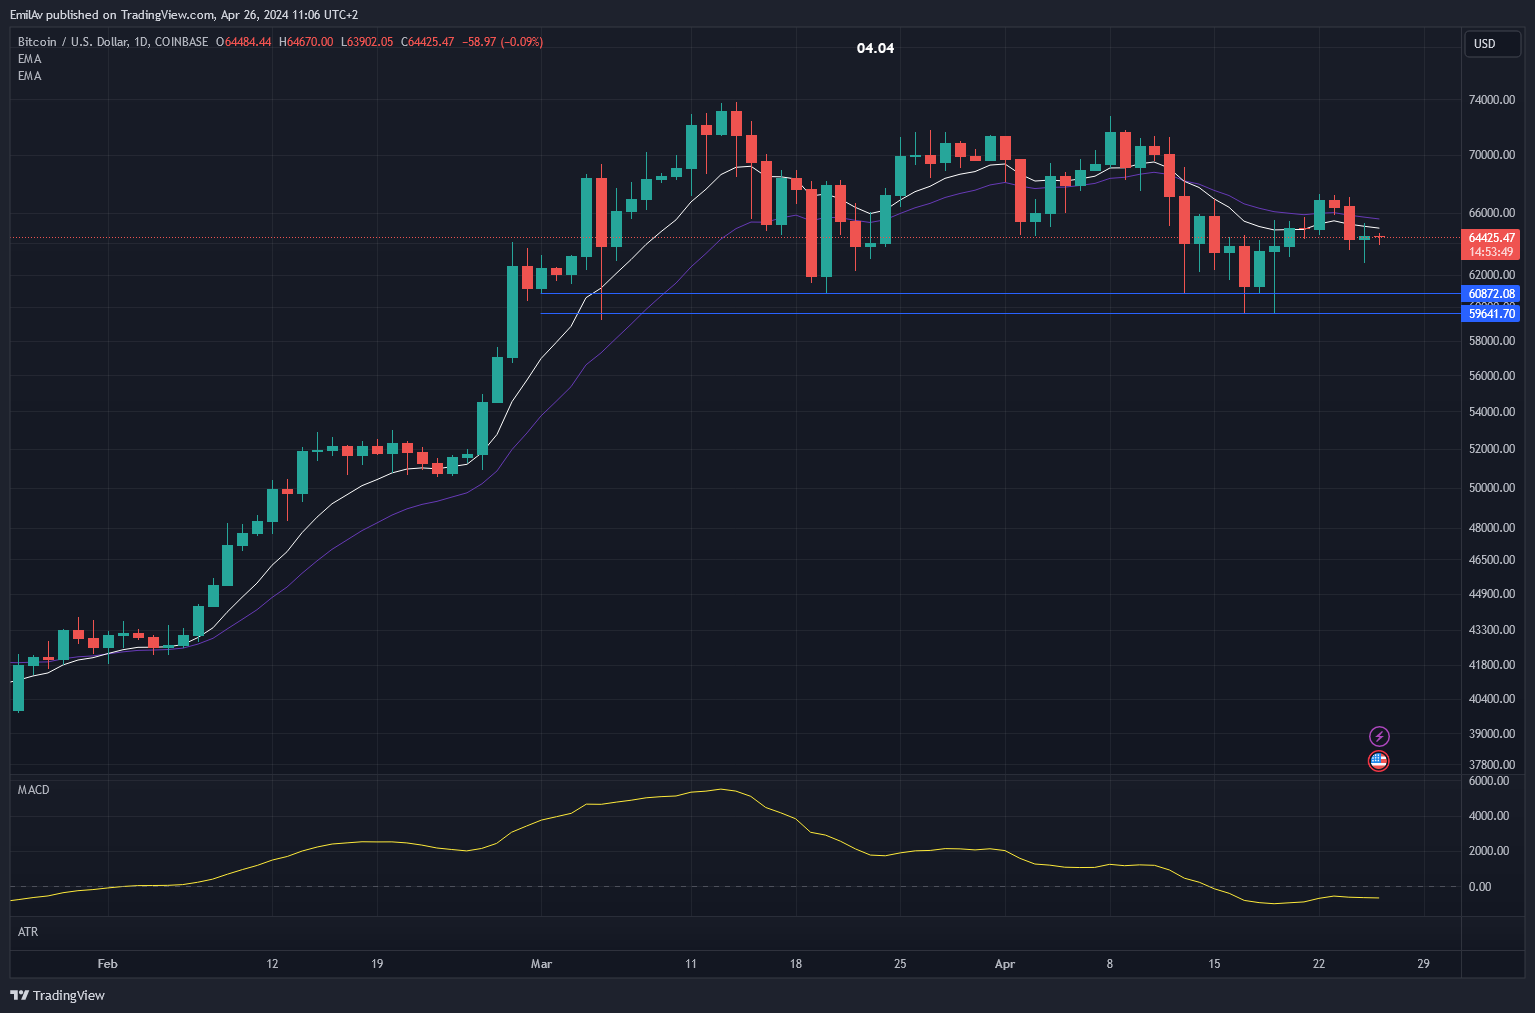 EmilAv published on TradingView.com, Apr 26, 2024 11:06 UTC+2
Bitcoin / U.S. Dollar, 1D, COINBASE O64484.44 H64670.00 L63902.05 C64425.47 −58.97 (−0.09%)
EMA
EMA
04.04
USD
74000.00
70000.00
66000.00
64425.47
14:53:49
62000.00
60872.08
59641.70
58000.00
56000.00
54000.00
52000.00
50000.00
48000.00
46500.00
44900.00
43300.00
41800.00
40400.00
39000.00
37800.00
MACD
6000.00
4000.00
2000.00
0.00
ATR
Feb 12 19 Mar 11 18 25 Apr 8 15 22 29
TradingView